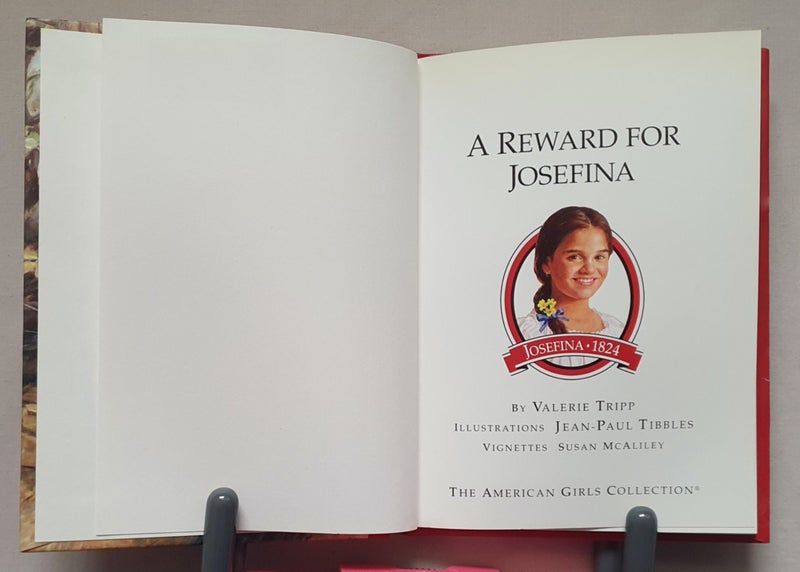 A REWARD FOR
JOSEFINA
JOSEFINA • 1824
BY VALERIE TRIPP
ILLUSTRATIONS JEAN-PAUL TIBBLES
VIGNETTES SUSAN MCALILEY
THE AMERICAN GIRLS COLLECTION®